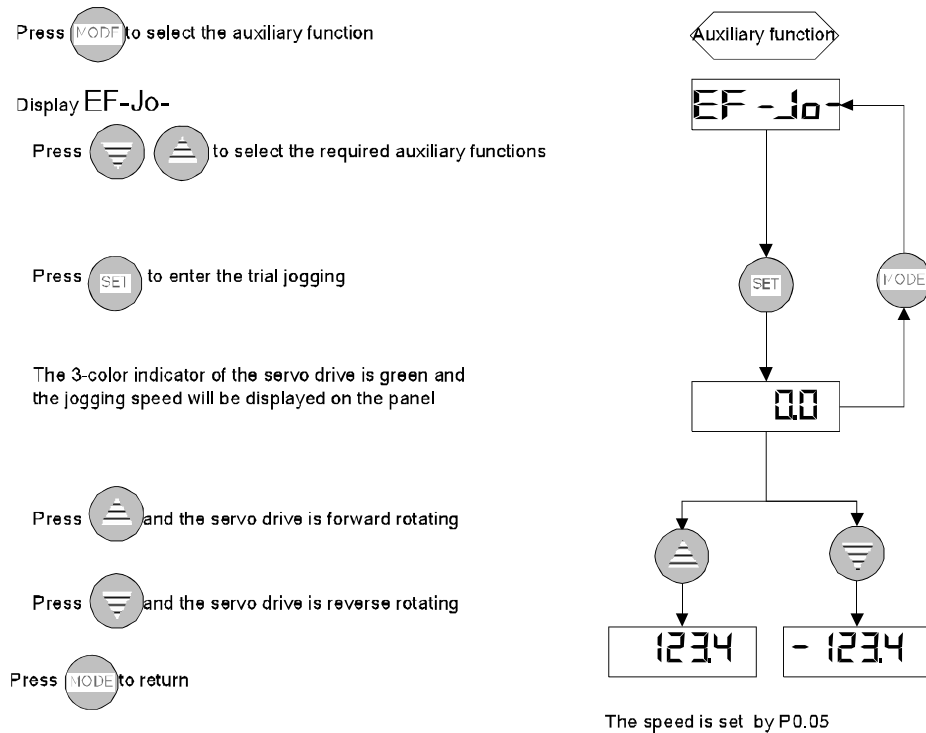 Press MODE to select the auxiliary function
Display EF-Jo-
Press to select the required auxiliary functions
Press SET to enter the trial jogging
The 3-color indicator of the servo drive is green and
the jogging speed will be displayed on the panel
Press and the servo drive is forward rotating
Press and the servo drive is reverse rotating
Press MODE to return
Auxiliary function
EF-Jo-
SET
MODE
0.0
123.4
-123.4
The speed is set by P0.05